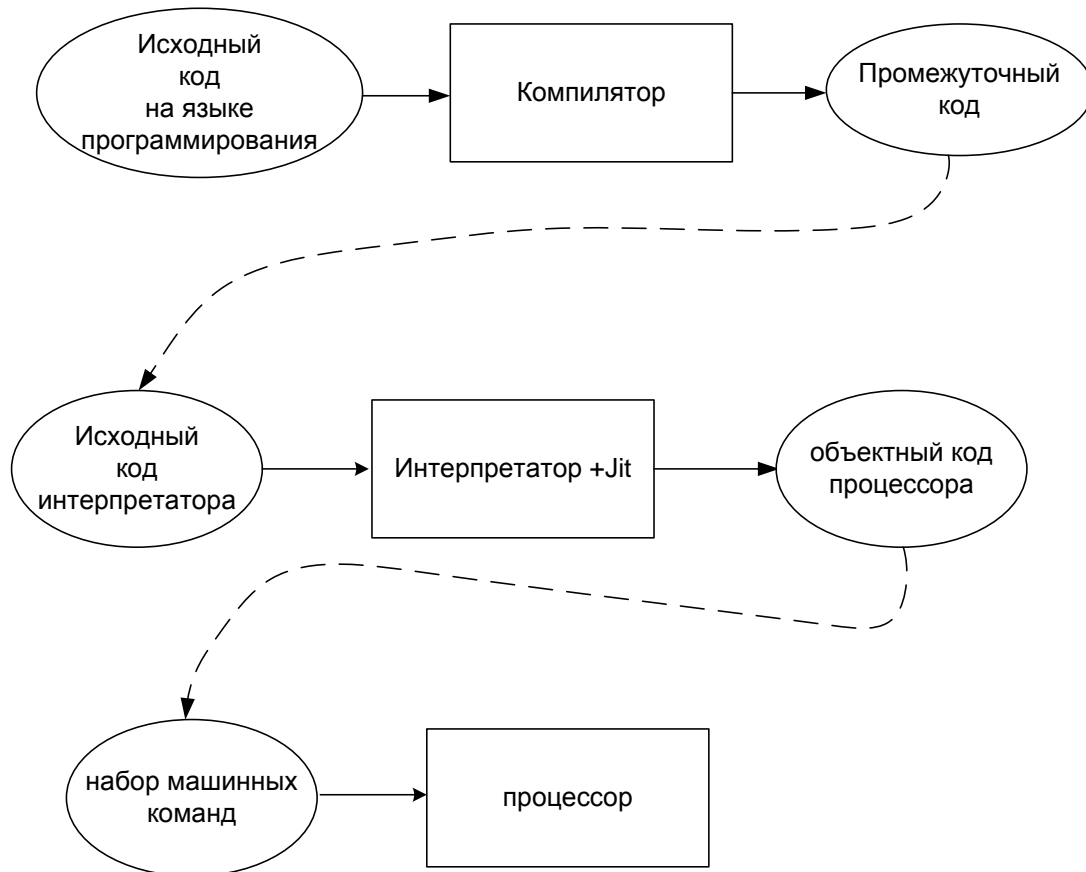 Исходный
код
на языке
программирования
Компилятор
Промежуточный
код
Исходный
код
интерпретатора
Интерпретатор +Jit
объектный код
процессора
набор машинных
команд
процессор